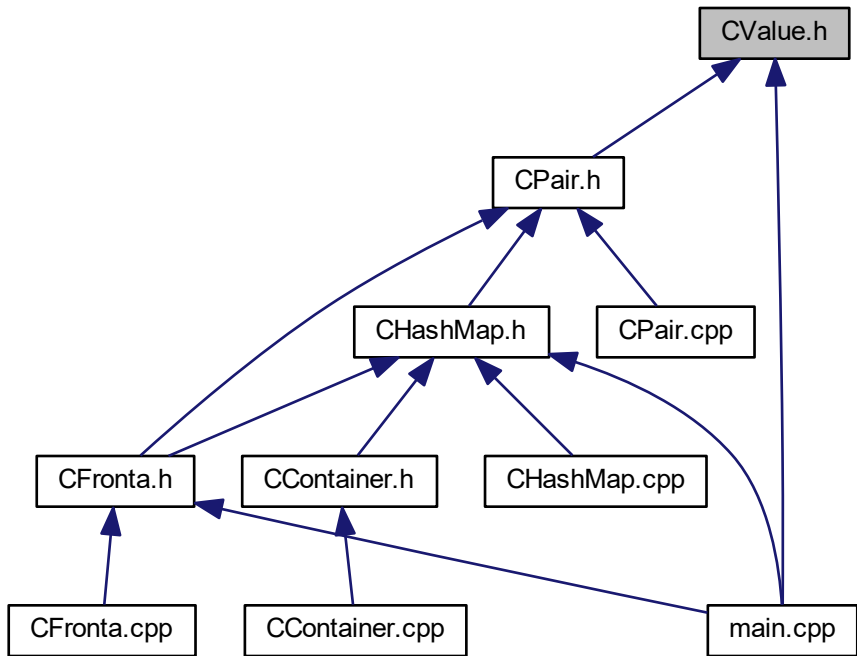 CValue.h
CPair.h
CHashMap.h
CPair.cpp
CFronta.h
CContainer.h
CHashMap.cpp
CFronta.cpp
CContainer.cpp
main.cpp